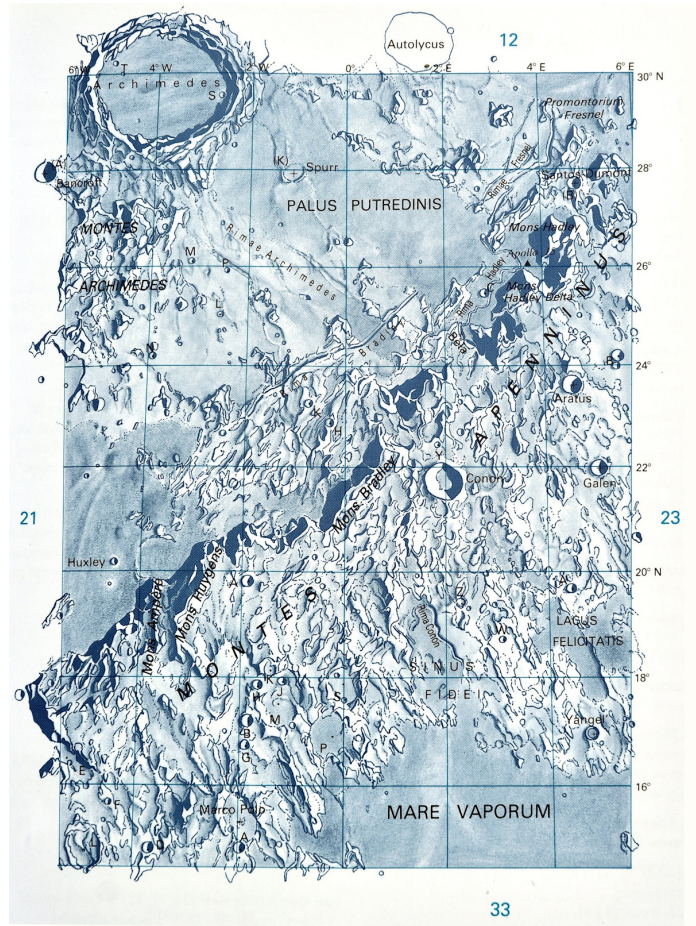 Autolycus
12
6°W
T
4° W
2° W
0°
2° E
4° E
6° E
30° N
Archimedes
S
Promontorium
Fresnel
Rimae Fresnel
(K)
Spurr
28°
A
Bancroft
Santos-Dumont
B
PALUS PUTREDINIS
MONTES
Mons Hadley
Rimae Archimedes
M
Apollo
26°
ARCHIMEDES
Rima Hadley
C
Mons
Hadley Delta
L
Rima Bradley
24°
B
Aratus
APENNINUS
K
H
22°
Y
Conon
Galen
Mons Bradley
21
23
Huxley
20° N
A
Z
A
Mons Ampère
Mons Huygens
MONTES
Rima Conon
W
LACUS
FELICITATIS
SINUS
FIDEI
18°
K
J
H
S
M
B
Yangel
P
G
E
16°
F
Marco Polo
MARE VAPORUM
L
D
A
33